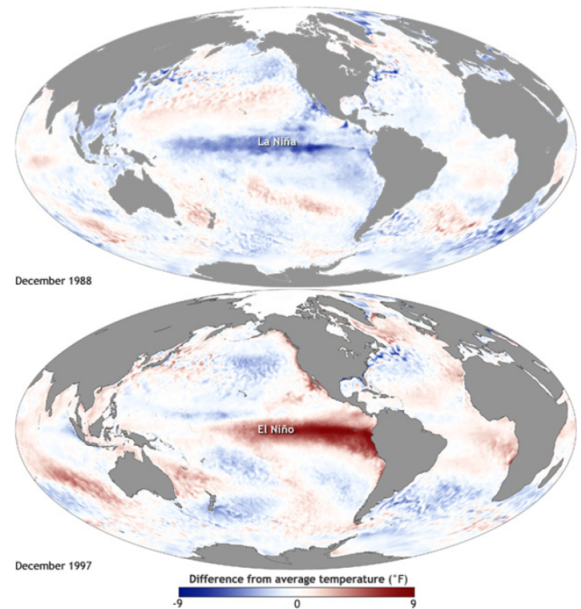 La Niña
December 1988
El Niño
December 1997
Difference from average temperature (°F)
-9 0 9